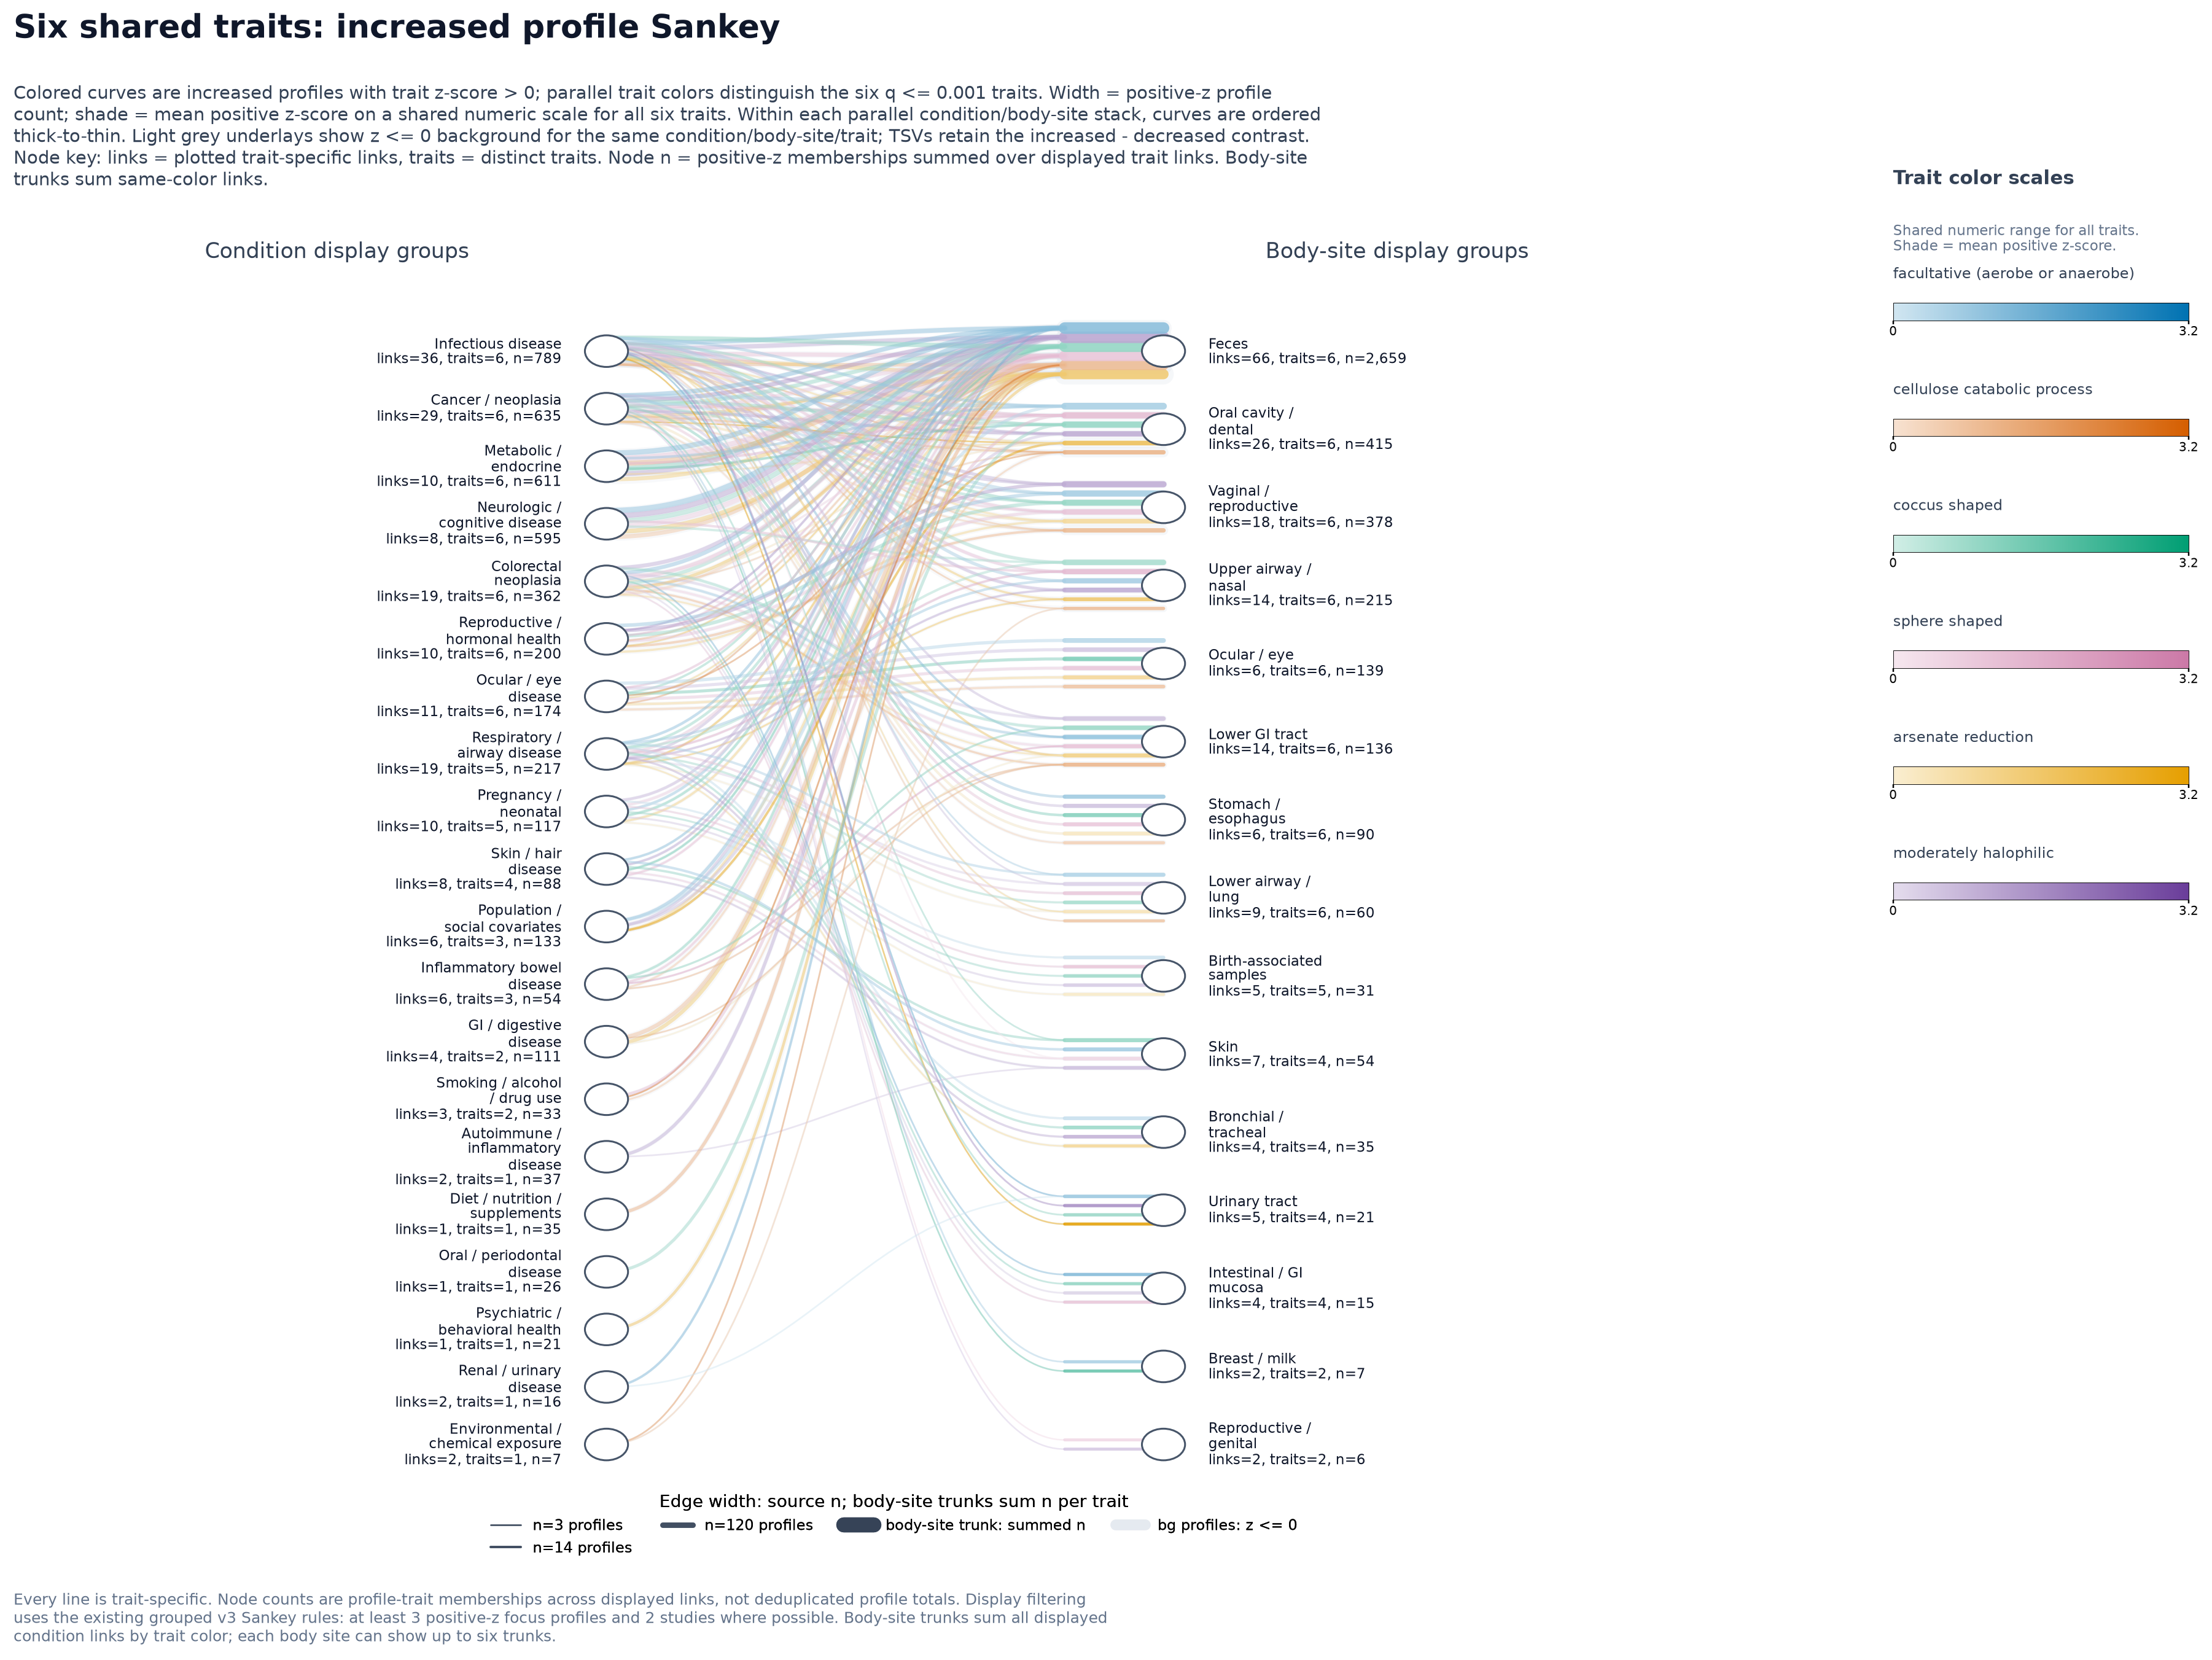 Six shared traits: increased profile Sankey
Colored curves are increased profiles with trait z-score > 0; parallel trait colors distinguish the six q <= 0.001 traits. Width = positive-z profile
count; shade = mean positive z-score on a shared numeric scale for all six traits. Within each parallel condition/body-site stack, curves are ordered
thick-to-thin. Light grey underlays show z <= 0 background for the same condition/body-site/trait; TSVs retain the increased - decreased contrast.
Node key: links = plotted trait-specific links, traits = distinct traits. Node n = positive-z memberships summed over displayed trait links. Body-site
trunks sum same-color links.
Condition display groups
Infectious disease
links=36, traits=6, n=789
Cancer / neoplasia
links=29, traits=6, n=635
Metabolic /
endocrine
links=10, traits=6, n=611
Neurologic /
cognitive disease
links=8, traits=6, n=595
Colorectal
neoplasia
links=19, traits=6, n=362
Reproductive /
hormonal health
links=10, traits=6, n=200
Ocular / eye
disease
links=11, traits=6, n=174
Respiratory /
airway disease
links=19, traits=5, n=217
Pregnancy /
neonatal
links=10, traits=5, n=117
Skin / hair
disease
links=8, traits=4, n=88
Population /
social covariates
links=6, traits=3, n=133
Inflammatory bowel
disease
links=6, traits=3, n=54
GI / digestive
disease
links=4, traits=2, n=111
Smoking / alcohol
/ drug use
links=3, traits=2, n=33
Autoimmune /
inflammatory
disease
links=2, traits=1, n=37
Diet / nutrition /
supplements
links=1, traits=1, n=35
Oral / periodontal
disease
links=1, traits=1, n=26
Psychiatric /
behavioral health
links=1, traits=1, n=21
Renal / urinary
disease
links=2, traits=1, n=16
Environmental /
chemical exposure
links=2, traits=1, n=7
Body-site display groups
Feces
links=66, traits=6, n=2,659
Oral cavity /
dental
links=26, traits=6, n=415
Vaginal /
reproductive
links=18, traits=6, n=378
Upper airway /
nasal
links=14, traits=6, n=215
Ocular / eye
links=6, traits=6, n=139
Lower GI tract
links=14, traits=6, n=136
Stomach /
esophagus
links=6, traits=6, n=90
Lower airway /
lung
links=9, traits=6, n=60
Birth-associated
samples
links=5, traits=5, n=31
Skin
links=7, traits=4, n=54
Bronchial /
tracheal
links=4, traits=4, n=35
Urinary tract
links=5, traits=4, n=21
Intestinal / GI
mucosa
links=4, traits=4, n=15
Breast / milk
links=2, traits=2, n=7
Reproductive /
genital
links=2, traits=2, n=6
Trait color scales
Shared numeric range for all traits.
Shade = mean positive z-score.
facultative (aerobe or anaerobe)
0 3.2
cellulose catabolic process
0 3.2
coccus shaped
0 3.2
sphere shaped
0 3.2
arsenate reduction
0 3.2
moderately halophilic
0 3.2
Edge width: source n; body-site trunks sum n per trait
n=3 profiles
n=14 profiles
n=120 profiles
body-site trunk: summed n
bg profiles: z <= 0
Every line is trait-specific. Node counts are profile-trait memberships across displayed links, not deduplicated profile totals. Display filtering
uses the existing grouped v3 Sankey rules: at least 3 positive-z focus profiles and 2 studies where possible. Body-site trunks sum all displayed
condition links by trait color; each body site can show up to six trunks.